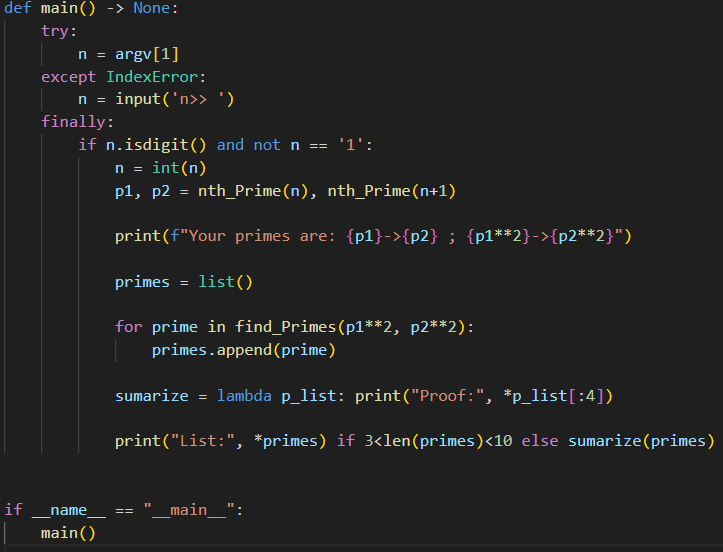 def main() -> None:
    try:
        n = argv[1]
    except IndexError:
        n = input('n>> ')
    finally:
        if n.isdigit() and not n == '1':
            n = int(n)
            p1, p2 = nth_Prime(n), nth_Prime(n+1)

            print(f"Your primes are: {p1}->{p2} ; {p1**2}->{p2**2}")

            primes = list()

            for prime in find_Primes(p1**2, p2**2):
                primes.append(prime)

            sumarize = lambda p_list: print("Proof:", *p_list[:4])

            print("List:", *primes) if 3<len(primes)<10 else sumarize(primes)


if __name__ == "__main__":
    main()